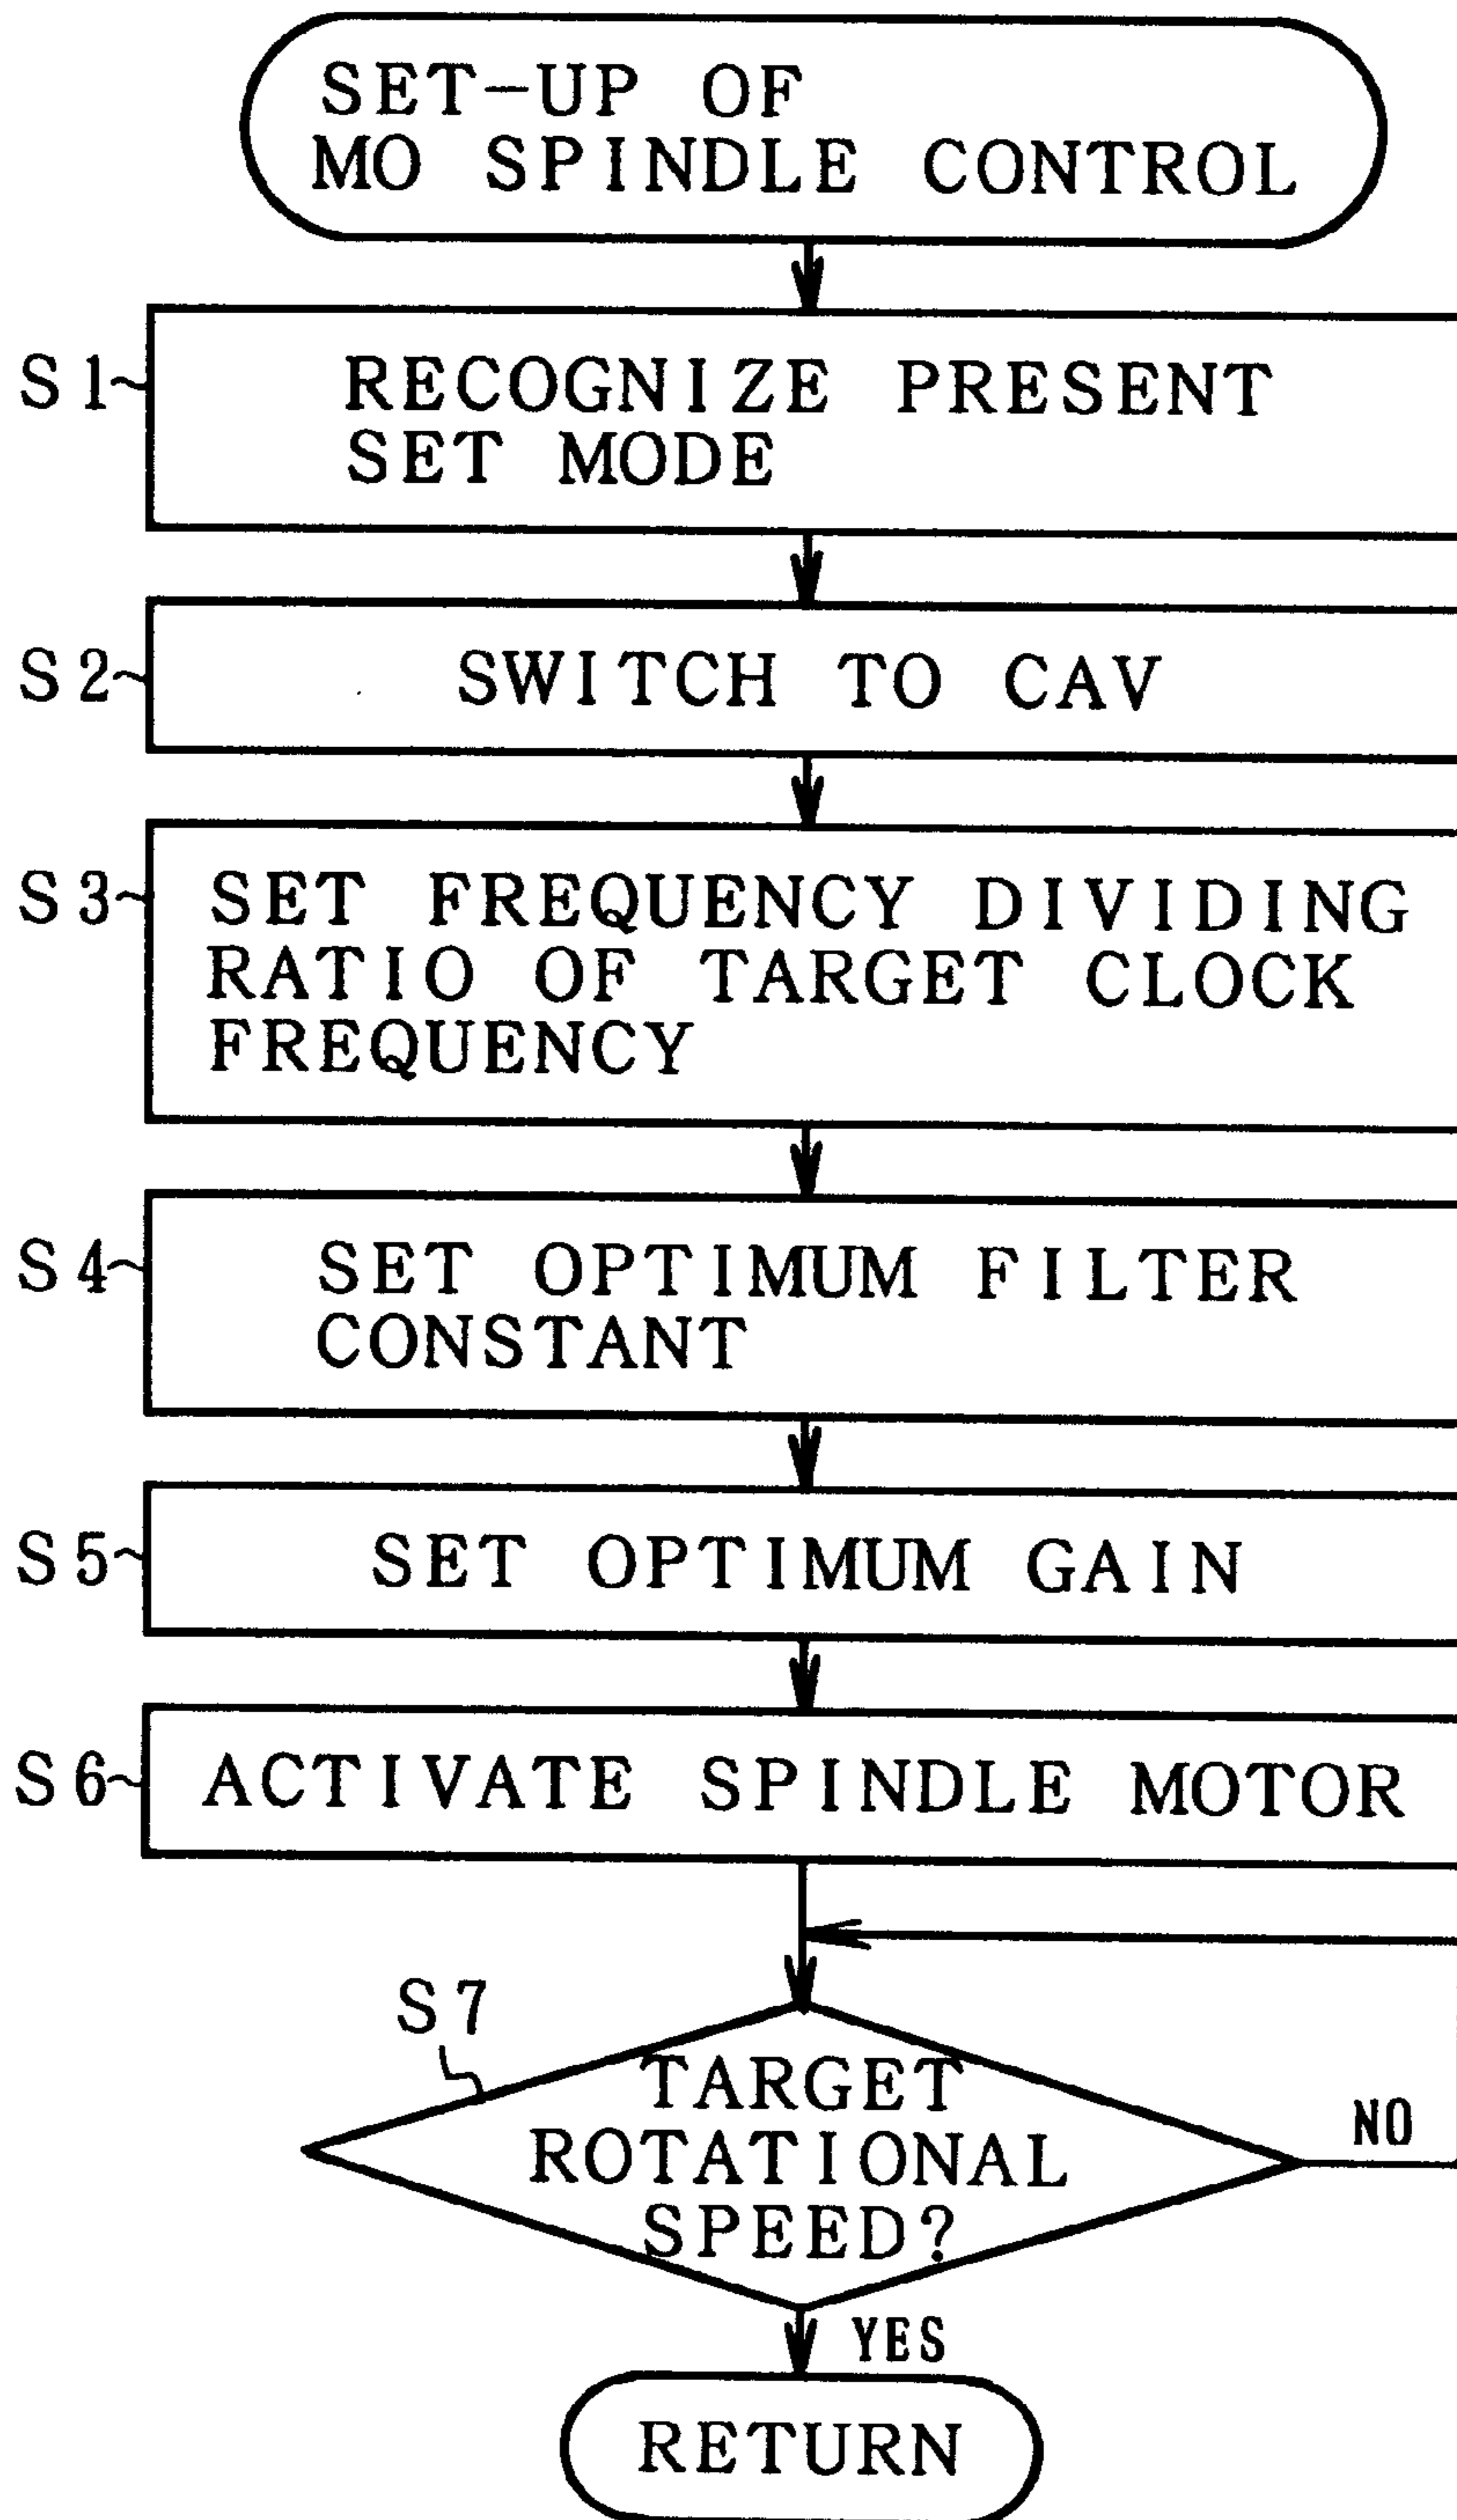 SET-UP OF
MO SPINDLE CONTROL
S1
RECOGNIZE PRESENT
SET MODE
S2
SWITCH TO CAV
S3
SET FREQUENCY DIVIDING
RATIO OF TARGET CLOCK
FREQUENCY
S4
SET OPTIMUM FILTER
CONSTANT
S5
SET OPTIMUM GAIN
S6
ACTIVATE SPINDLE MOTOR
S7
TARGET
ROTATIONAL
SPEED?
NO
YES
RETURN